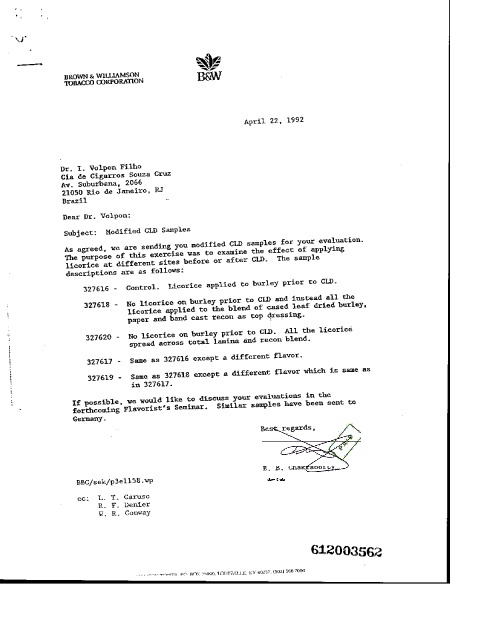 BROWN & WILLIAMSON
TOBACCO CORPORATION
B&W
April 22, 1992
Dr. I. Volpon Filho
Cia de Cigarros Souza Cruz
Av. Suburbana, 2066
21050 Rio de Janeiro, RJ
Brazil
Dear Dr. Volpon:
Subject: Modified CLD Samples
As agreed, we are sending you modified CLD samples for your evaluation.
The purpose of this exercise was to examine the effect of applying
licorice at different sites before or after CLD. The sample
descriptions are as follows:
327616 - Control. Licorice applied to burley prior to CLD.
327618 - No licorice on burley prior to CLD and instead all the
licorice applied to the blend of cased leaf dried burley,
paper and band cast recon as top dressing.
327620 - No licorice on burley prior to CLD. All the licorice
spread across total lamina and recon blend.
327617 - Same as 327616 except a different flavor.
327619 - Same as 327618 except a different flavor which is same as
in 327617.
If possible, we would like to discuss your evaluations in the
forthcoming Flavorist's Seminar. Similar samples have been sent to
Germany.
Best regards,
B. B. Chakraborty
BBC/sek/p3e1158.wp
cc: L. T. Caruso
R. F. Denier
W. R. Conway
612003562